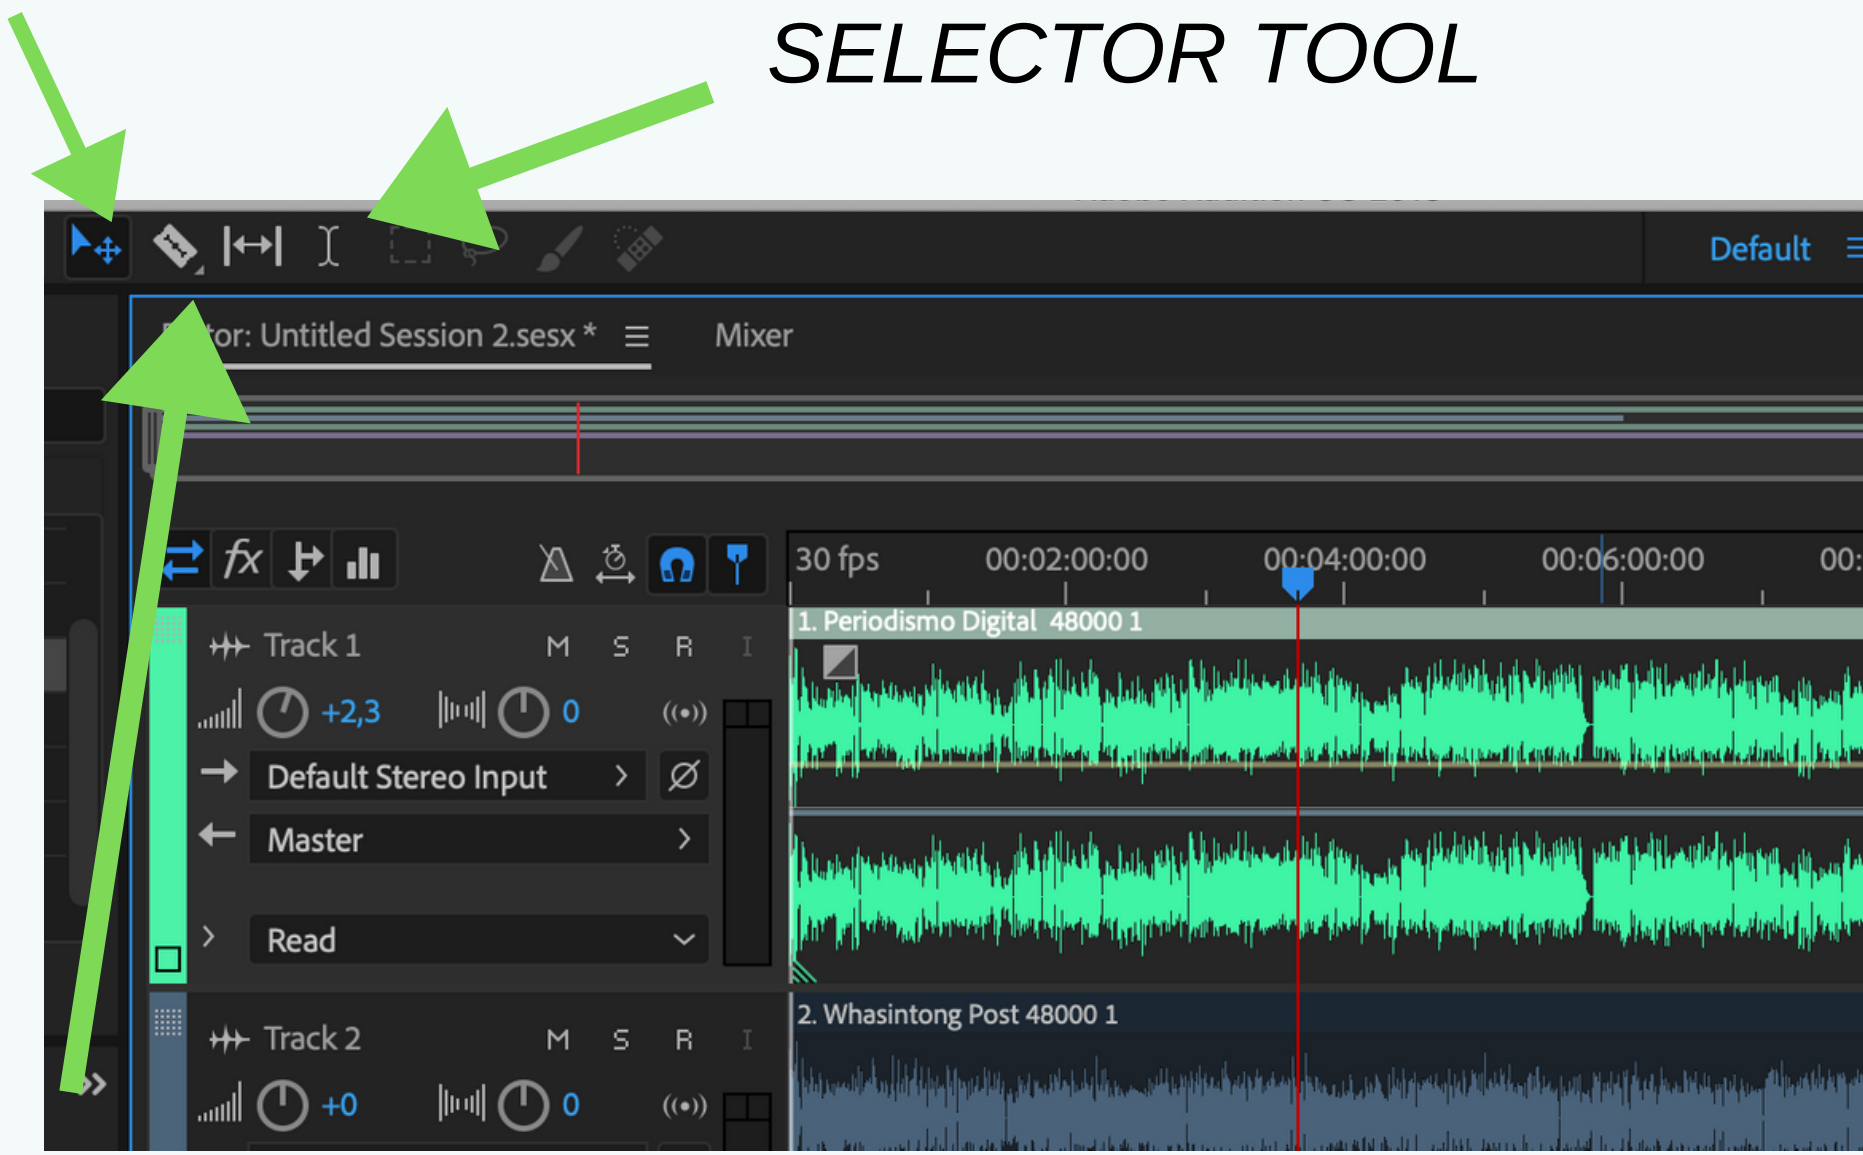 SELECTOR TOOL
Default
tor: Untitled Session 2.sesx *
Mixer
fx
30 fps 00:02:00:00 00:04:00:00 00:06:00:00 00:
1. Periodismo Digital 48000 1
Track 1 M S R I
+2,3 0
Default Stereo Input
Master
Read
2. Whasintong Post 48000 1
Track 2 M S R I
+0 0